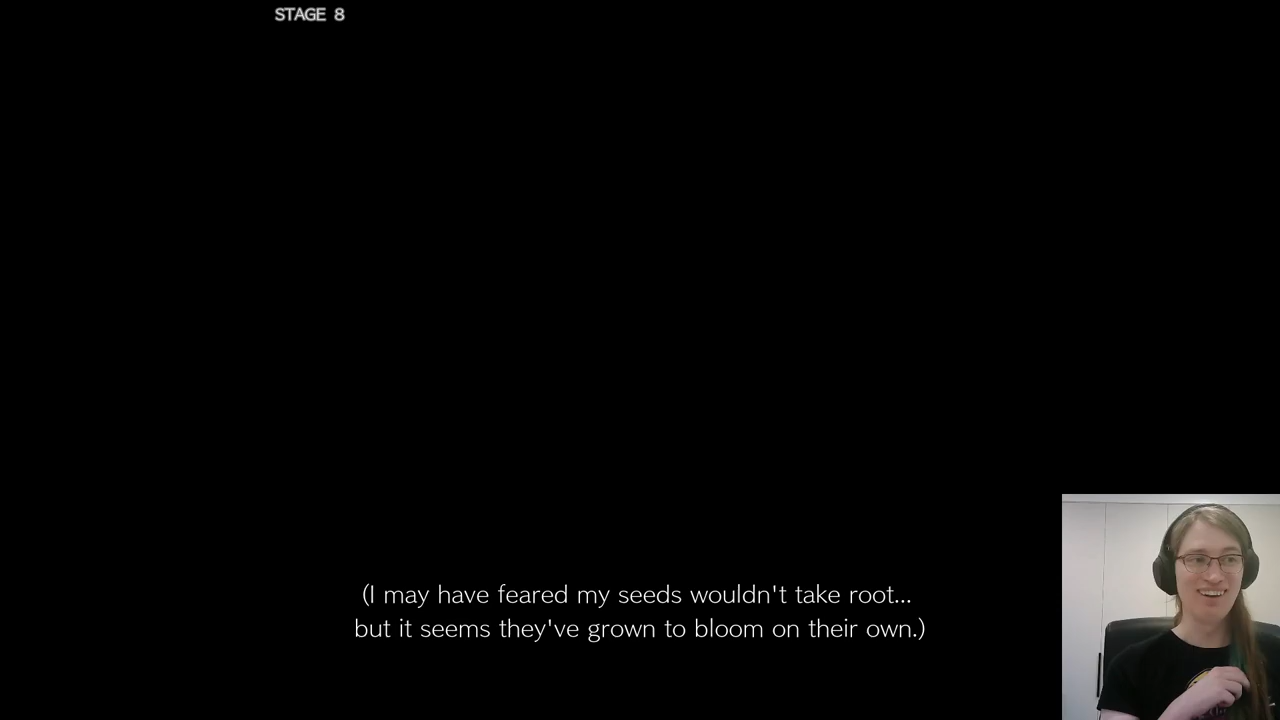 STAGE 8
(I may have feared my seeds wouldn't take root...
but it seems they've grown to bloom on their own.)